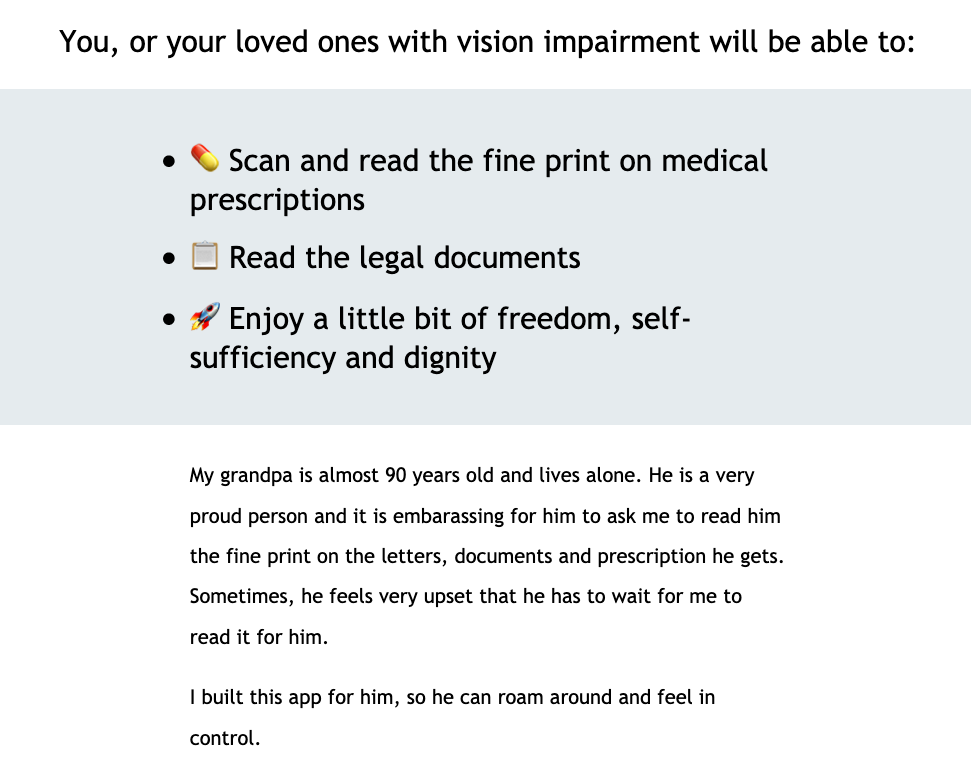 You, or your loved ones with vision impairment will be able to:
• 💊 Scan and read the fine print on medical
prescriptions
• 📋 Read the legal documents
• 🚀 Enjoy a little bit of freedom, self-
sufficiency and dignity
My grandpa is almost 90 years old and lives alone. He is a very
proud person and it is embarassing for him to ask me to read him
the fine print on the letters, documents and prescription he gets.
Sometimes, he feels very upset that he has to wait for me to
read it for him.
I built this app for him, so he can roam around and feel in
control.